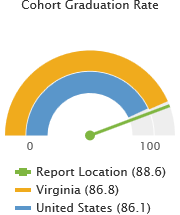 Cohort Graduation Rate
0 100
Report Location (88.6)
Virginia (86.8)
United States (86.1)